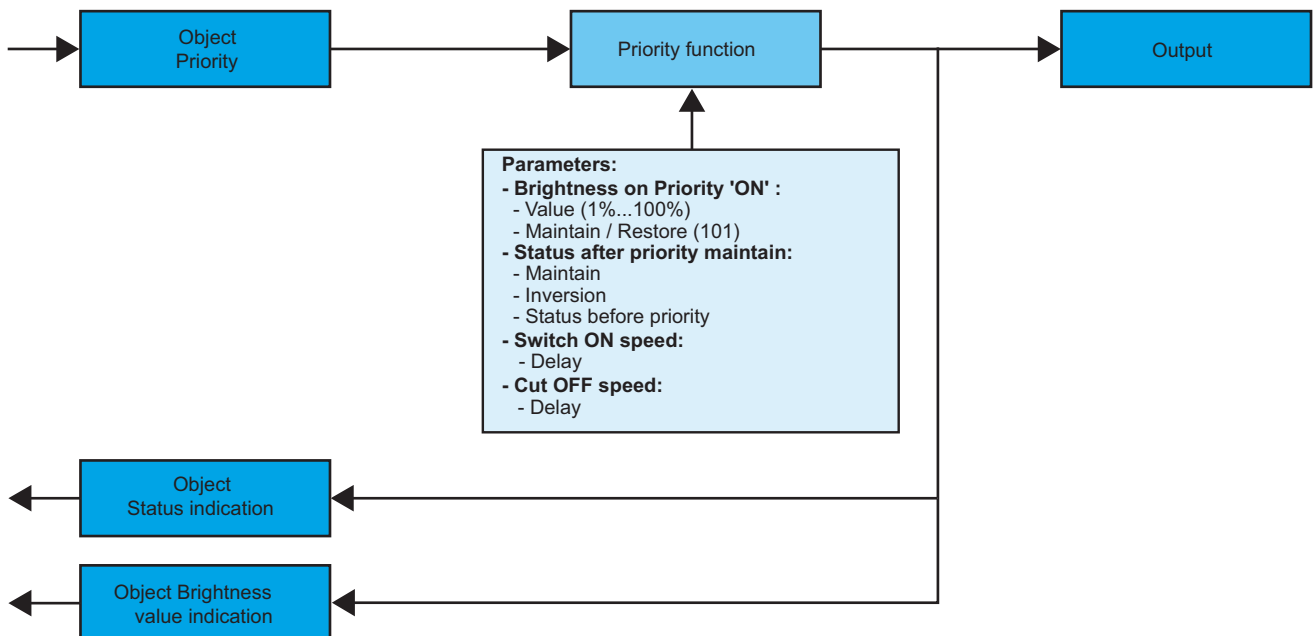 Object
Priority
Priority function
Output
Parameters:
- Brightness on Priority 'ON' :
- Value (1%...100%)
- Maintain / Restore (101)
- Status after priority maintain:
- Maintain
- Inversion
- Status before priority
- Switch ON speed:
- Delay
- Cut OFF speed:
- Delay
Object
Status indication
Object Brightness
value indication